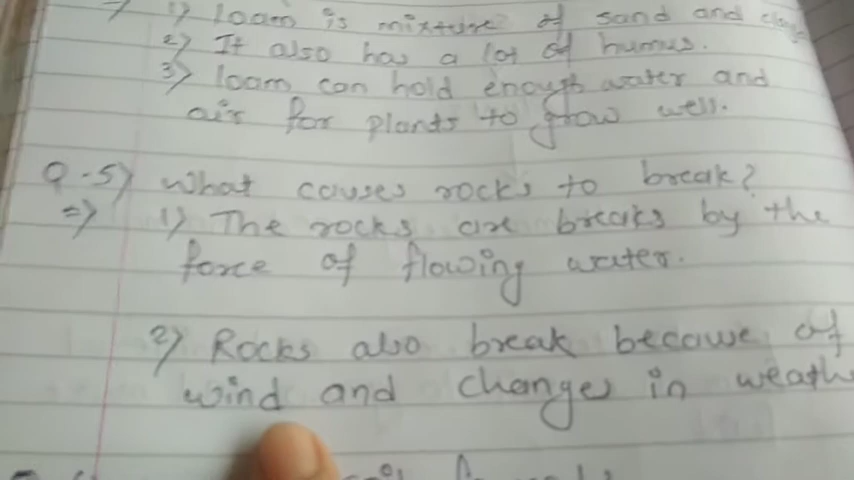 => 1) Loam is mixture of sand and clay
2) It also has a lot of humus.
3) loam can hold enough water and
air for plants to grow well.
Q-5) What causes rocks to break?
=> 1) The rocks are breaks by the
force of flowing water.
2) Rocks also break because of
wind and changes in weath